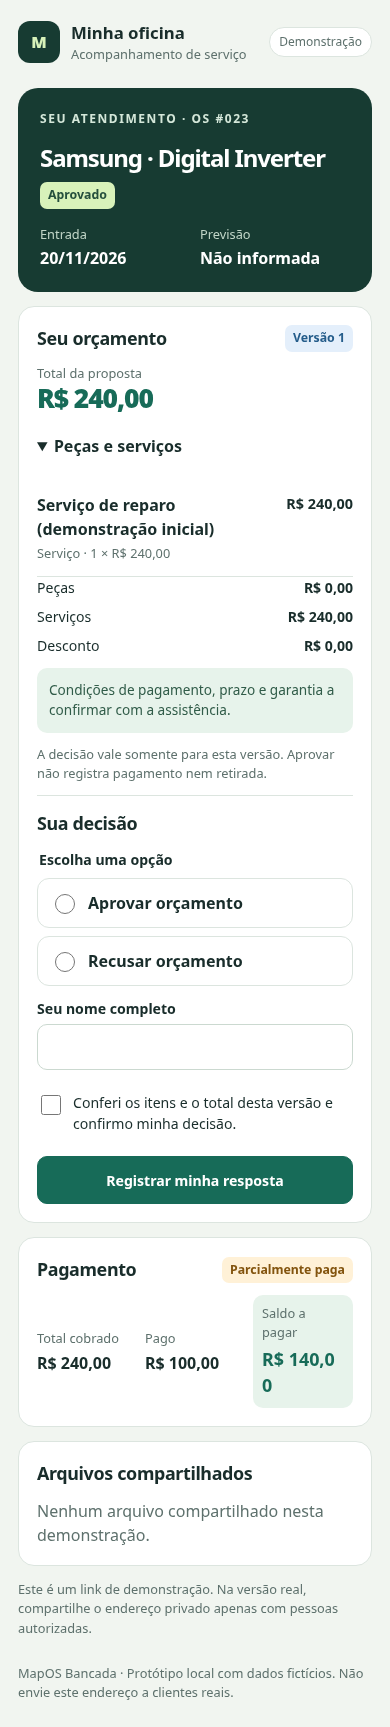 M
Minha oficina
Acompanhamento de serviço
Demonstração
SEU ATENDIMENTO · OS #023
Samsung · Digital Inverter
Aprovado
Entrada
Previsão
20/11/2026
Não informada
Seu orçamento
Versão 1
Total da proposta
R$ 240,00
▼ Peças e serviços
Serviço de reparo
R$ 240,00
(demonstração inicial)
Serviço · 1 × R$ 240,00
Peças
R$ 0,00
Serviços
R$ 240,00
Desconto
R$ 0,00
Condições de pagamento, prazo e garantia a
confirmar com a assistência.
A decisão vale somente para esta versão. Aprovar
não registra pagamento nem retirada.
Sua decisão
Escolha uma opção
Aprovar orçamento
Recusar orçamento
Seu nome completo
Conferi os itens e o total desta versão e
confirmo minha decisão.
Registrar minha resposta
Pagamento
Parcialmente paga
Total cobrado
R$ 240,00
Pago
R$ 100,00
Saldo a
pagar
R$ 140,0
0
Arquivos compartilhados
Nenhum arquivo compartilhado nesta
demonstração.
Este é um link de demonstração. Na versão real,
compartilhe o endereço privado apenas com pessoas
autorizadas.
MapOS Bancada · Protótipo local com dados fictícios. Não
envie este endereço a clientes reais.